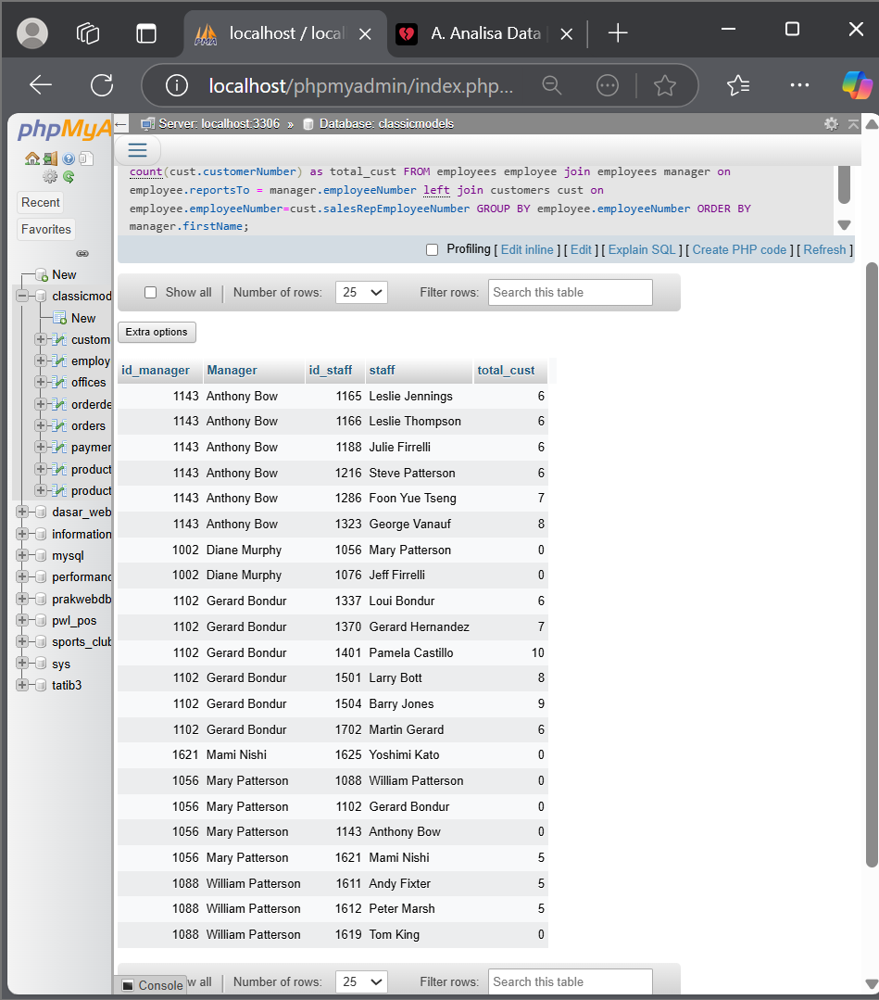 localhost / local
A. Analisa Data
localhost/phpmyadmin/index.php...
phpMyA
Server: localhost:3306 » Database: classicmodels
Recent
Favorites
New
classicmod
New
custom
employ
offices
orderde
orders
paymen
product
product
dasar_web
information
mysql
performanc
prakwebdb
pwl_pos
sports_club
sys
tatib3
count(cust.customerNumber) as total_cust FROM employees employee join employees manager on
employee.reportsTo = manager.employeeNumber left join customers cust on
employee.employeeNumber=cust.salesRepEmployeeNumber GROUP BY employee.employeeNumber ORDER BY
manager.firstName;
Profiling [ Edit inline ] [ Edit ] [ Explain SQL ] [ Create PHP code ] [ Refresh ]
Show all Number of rows: 25 Filter rows: Search this table
Extra options
id_manager Manager id_staff staff total_cust
1143 Anthony Bow 1165 Leslie Jennings 6
1143 Anthony Bow 1166 Leslie Thompson 6
1143 Anthony Bow 1188 Julie Firrelli 6
1143 Anthony Bow 1216 Steve Patterson 6
1143 Anthony Bow 1286 Foon Yue Tseng 7
1143 Anthony Bow 1323 George Vanauf 8
1002 Diane Murphy 1056 Mary Patterson 0
1002 Diane Murphy 1076 Jeff Firrelli 0
1102 Gerard Bondur 1337 Loui Bondur 6
1102 Gerard Bondur 1370 Gerard Hernandez 7
1102 Gerard Bondur 1401 Pamela Castillo 10
1102 Gerard Bondur 1501 Larry Bott 8
1102 Gerard Bondur 1504 Barry Jones 9
1102 Gerard Bondur 1702 Martin Gerard 6
1621 Mami Nishi 1625 Yoshimi Kato 0
1056 Mary Patterson 1088 William Patterson 0
1056 Mary Patterson 1102 Gerard Bondur 0
1056 Mary Patterson 1143 Anthony Bow 0
1056 Mary Patterson 1621 Mami Nishi 5
1088 William Patterson 1611 Andy Fixter 5
1088 William Patterson 1612 Peter Marsh 5
1088 William Patterson 1619 Tom King 0
Console w all Number of rows: 25 Filter rows: Search this table